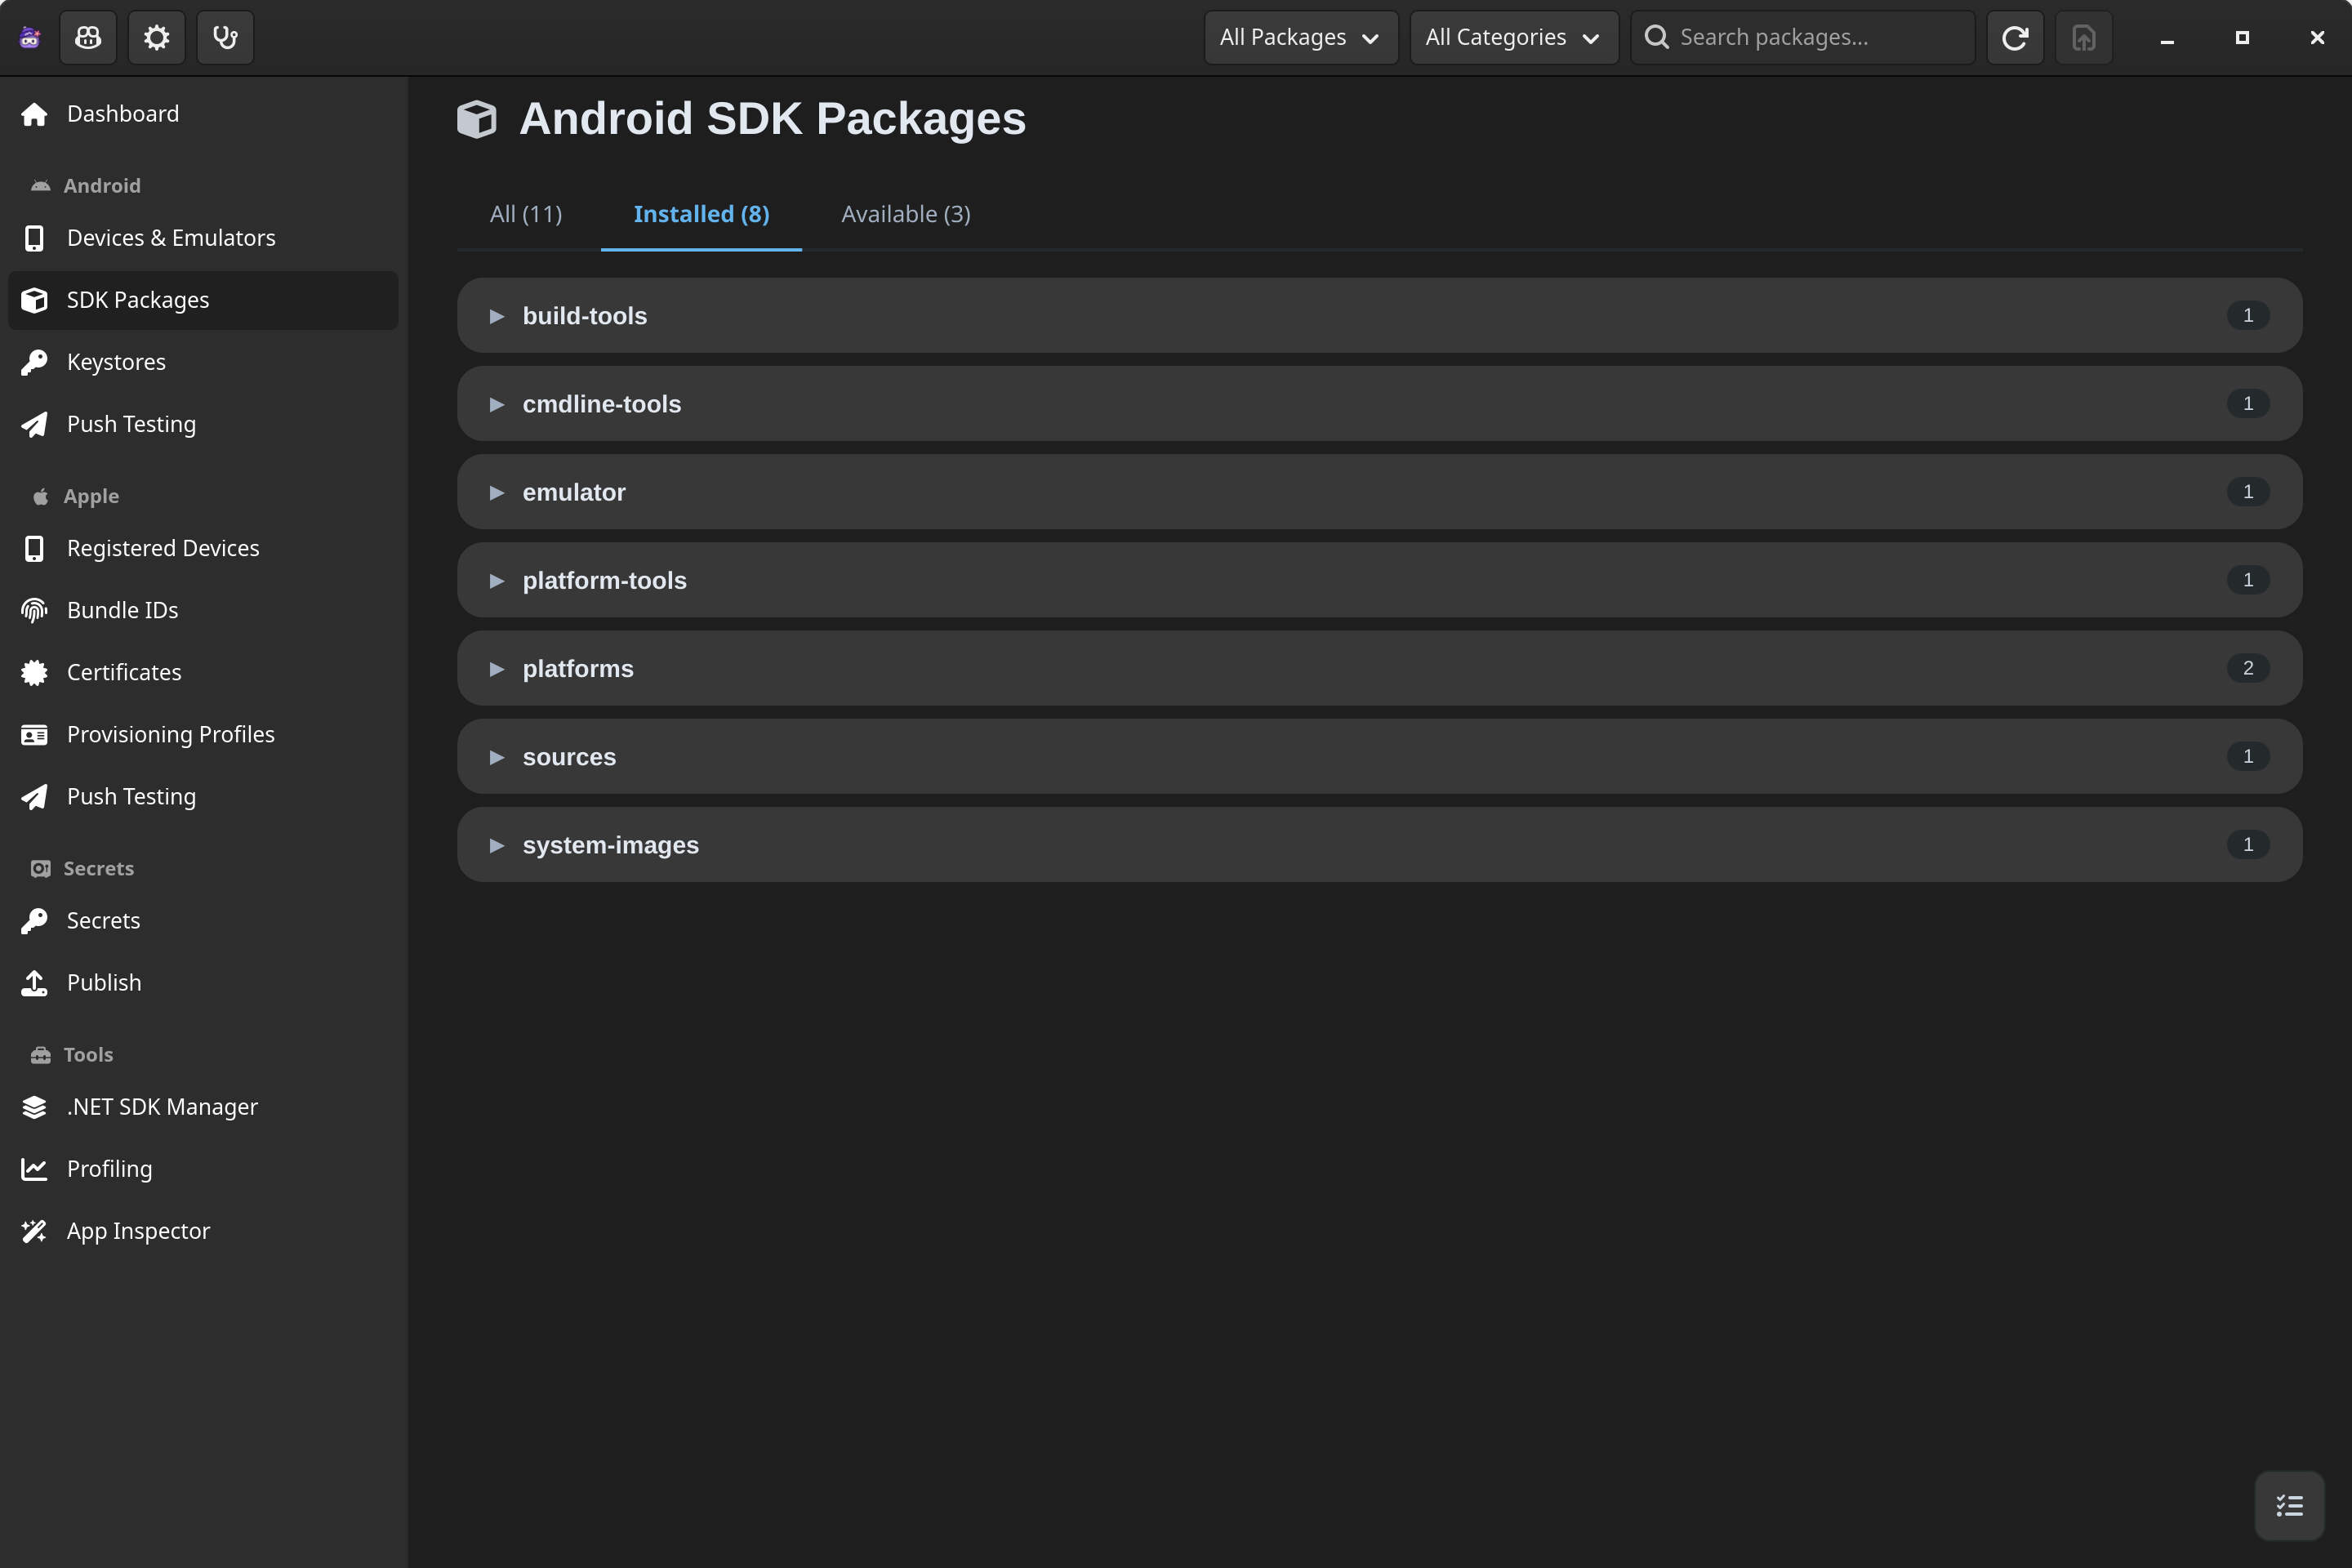 All Packages
All Categories
Search packages...
Dashboard
Android
Devices & Emulators
SDK Packages
Keystores
Push Testing
Apple
Registered Devices
Bundle IDs
Certificates
Provisioning Profiles
Push Testing
Secrets
Secrets
Publish
Tools
.NET SDK Manager
Profiling
App Inspector
Android SDK Packages
All (11)
Installed (8)
Available (3)
build-tools 1
cmdline-tools 1
emulator 1
platform-tools 1
platforms 2
sources 1
system-images 1